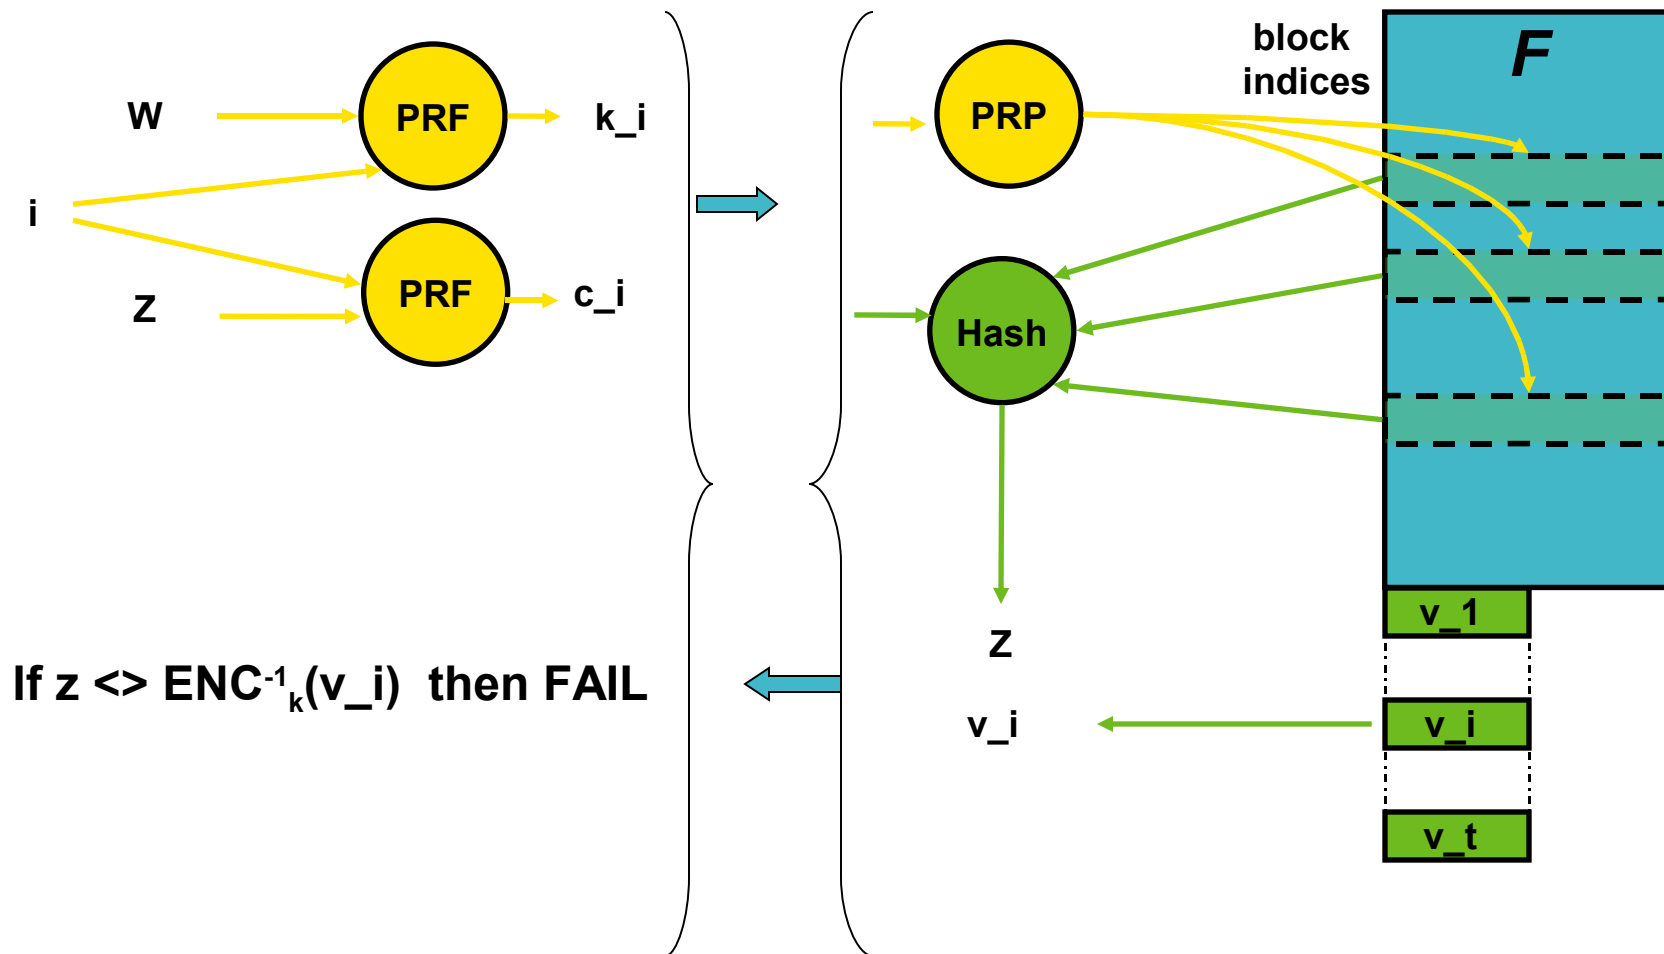 W
PRF
k_i
i
Z
PRF
c_i
PRP
block
indices
F
Hash
z
v_i
v_1
v_i
v_t
If z <> ENC⁻¹ₖ(v_i) then FAIL